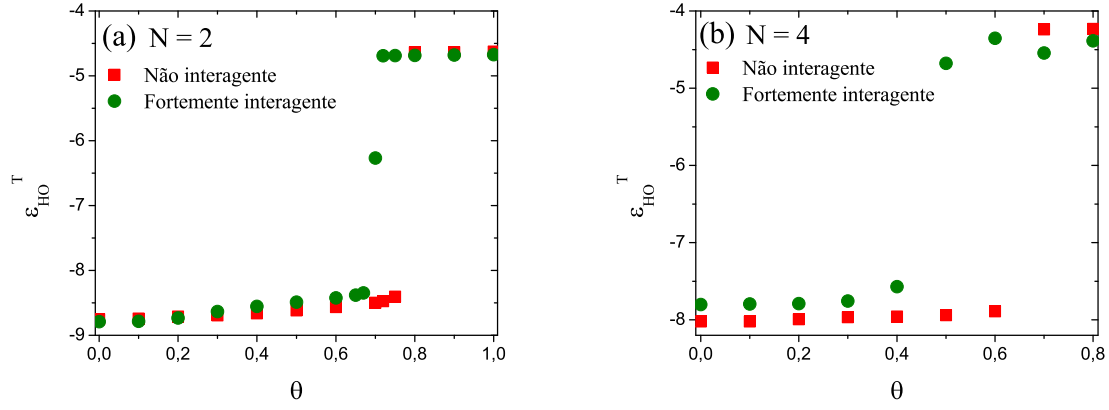 (a) N = 2
Não interagente
Fortemente interagente
-4
-5
-6
-7
-8
-9
ε_HO^T
0,0 0,2 0,4 0,6 0,8 1,0
θ
(b) N = 4
Não interagente
Fortemente interagente
-4
-5
-6
-7
-8
ε_HO^T
0,0 0,2 0,4 0,6 0,8
θ